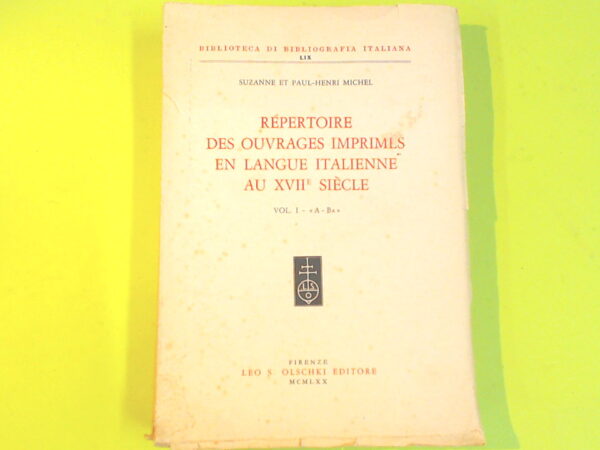 BIBLIOTECA DI BIBLIOGRAFIA ITALIANA
LIX
SUZANNE ET PAUL-HENRI MICHEL
RÉPERTOIRE
DES OUVRAGES IMPRIMÉS
EN LANGUE ITALIENNE
AU XVIIᴱ SIÈCLE
VOL. I - «A - BA»
LSO
FIRENZE
LEO S. OLSCHKI EDITORE
MCMLXX